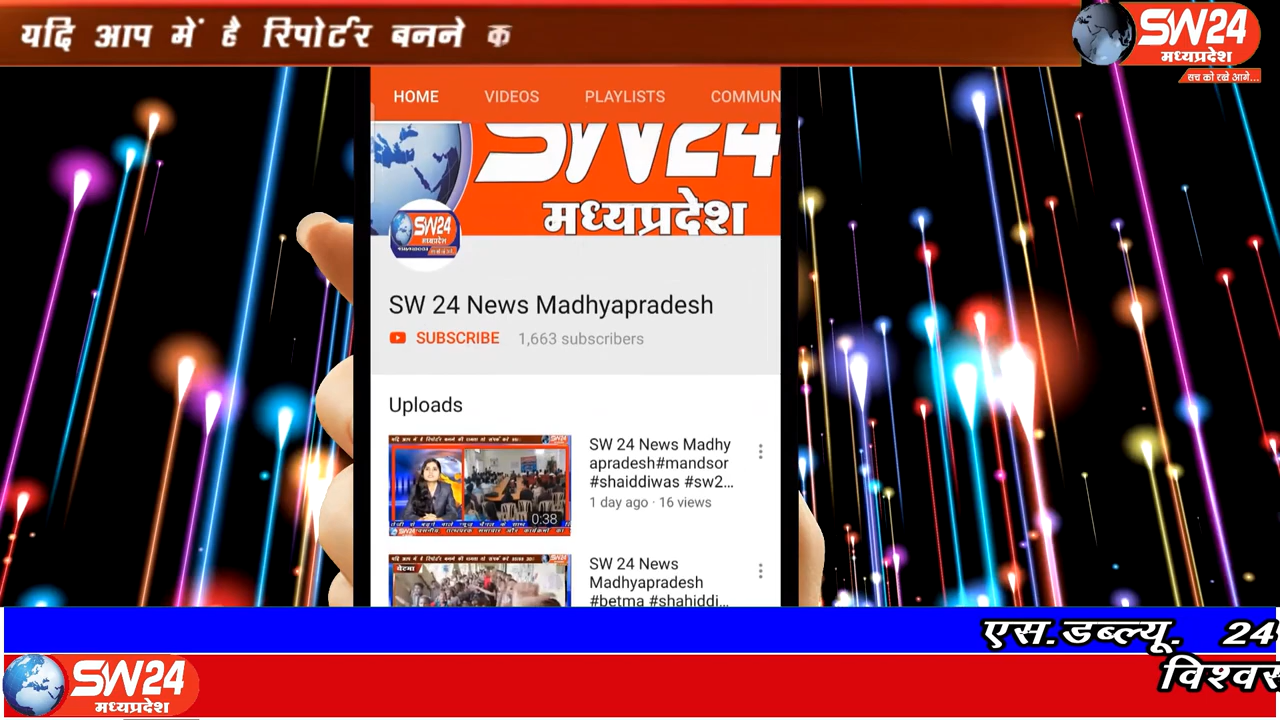 यदि आप में है रिपोर्टर बनने क
SW24
मध्यप्रदेश
सच को रखे आगे...
HOME VIDEOS PLAYLISTS COMMUN
SW24
मध्यप्रदेश
SW24
SW 24 News Madhyapradesh
SUBSCRIBE 1,663 subscribers
Uploads
SW 24 News Madhy
apradesh#mandsor
#shaiddiwas #sw2...
1 day ago · 16 views
0:38
SW 24 News
Madhyapradesh
#betma #shahiddi...
बेटमा
एस.डब्ल्यू. 24
विश्वस
SW24
मध्यप्रदेश